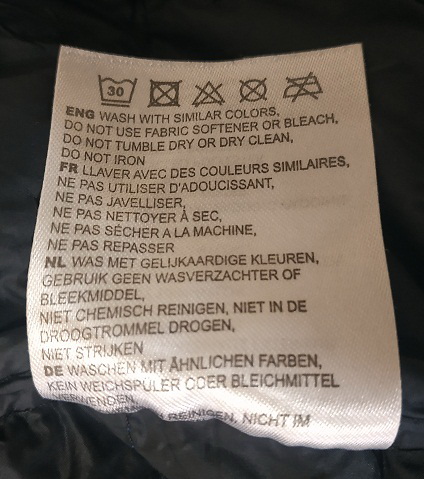 30
ENG WASH WITH SIMILAR COLORS,
DO NOT USE FABRIC SOFTENER OR BLEACH,
DO NOT TUMBLE DRY OR DRY CLEAN,
DO NOT IRON
FR LLAVER AVEC DES COULEURS SIMILAIRES,
NE PAS UTILISER D'ADOUCISSANT,
NE PAS JAVELLISER,
NE PAS NETTOYER À SEC,
NE PAS SÉCHER A LA MACHINE,
NE PAS REPASSER
NL WAS MET GELIJKAARDIGE KLEUREN,
GEBRUIK GEEN WASVERZACHTER OF
BLEEKMIDDEL,
NIET CHEMISCH REINIGEN, NIET IN DE
DROOGTROMMEL DROGEN,
NIET STRIJKEN
DE WASCHEN MIT ÄHNLICHEN FARBEN,
KEIN WEICHSPÜLER ODER BLEICHMITTEL
VERWENDEN,
REINIGEN, NICHT IM